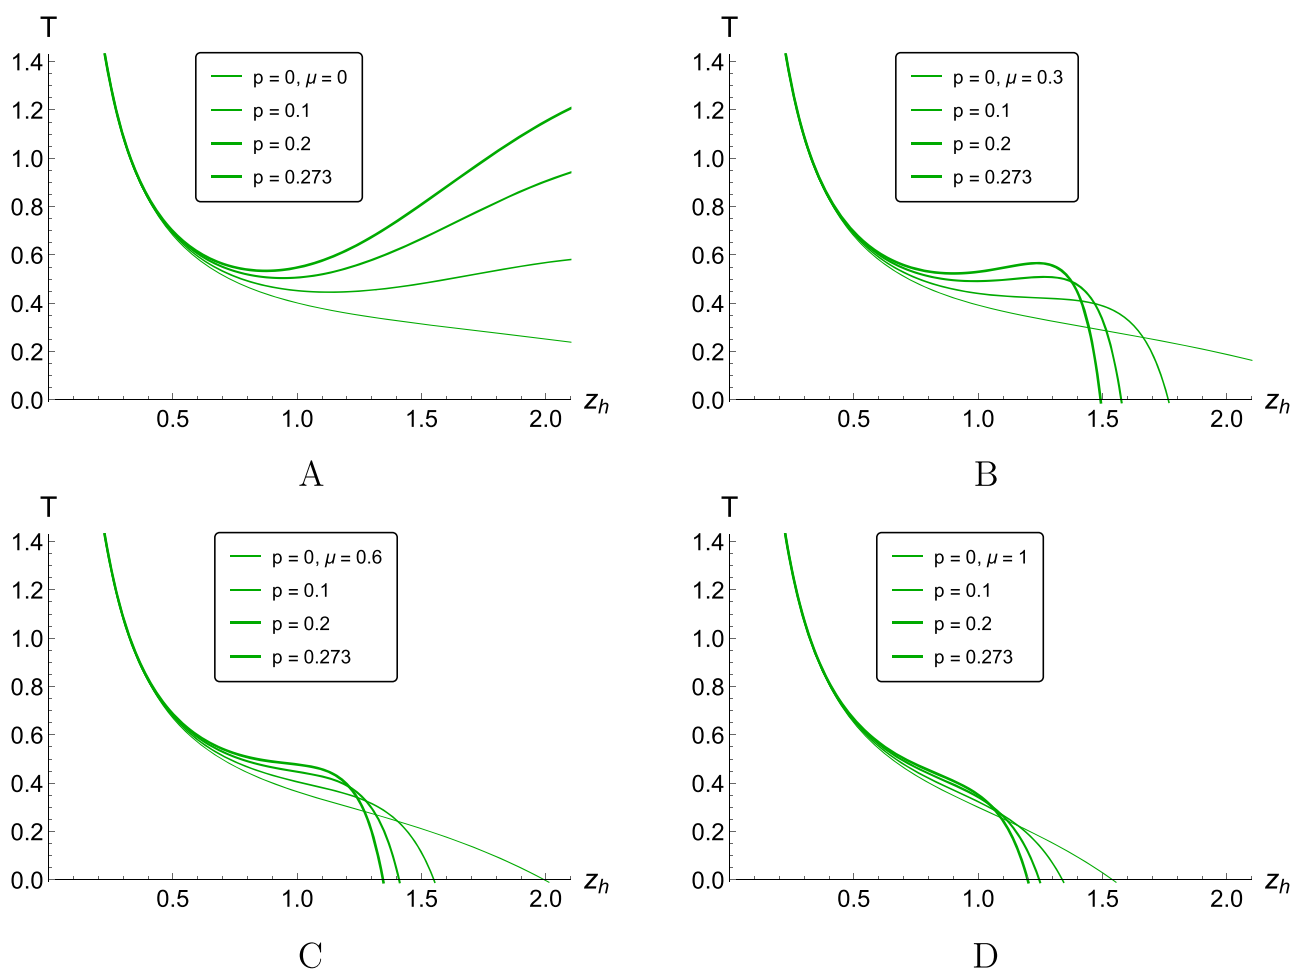 T
1.4
1.2
1.0
0.8
0.6
0.4
0.2
0.0
0.5
1.0
1.5
2.0
z_h
p = 0, μ = 0
p = 0.1
p = 0.2
p = 0.273
A
T
1.4
1.2
1.0
0.8
0.6
0.4
0.2
0.0
0.5
1.0
1.5
2.0
z_h
p = 0, μ = 0.3
p = 0.1
p = 0.2
p = 0.273
B
T
1.4
1.2
1.0
0.8
0.6
0.4
0.2
0.0
0.5
1.0
1.5
2.0
z_h
p = 0, μ = 0.6
p = 0.1
p = 0.2
p = 0.273
C
T
1.4
1.2
1.0
0.8
0.6
0.4
0.2
0.0
0.5
1.0
1.5
2.0
z_h
p = 0, μ = 1
p = 0.1
p = 0.2
p = 0.273
D